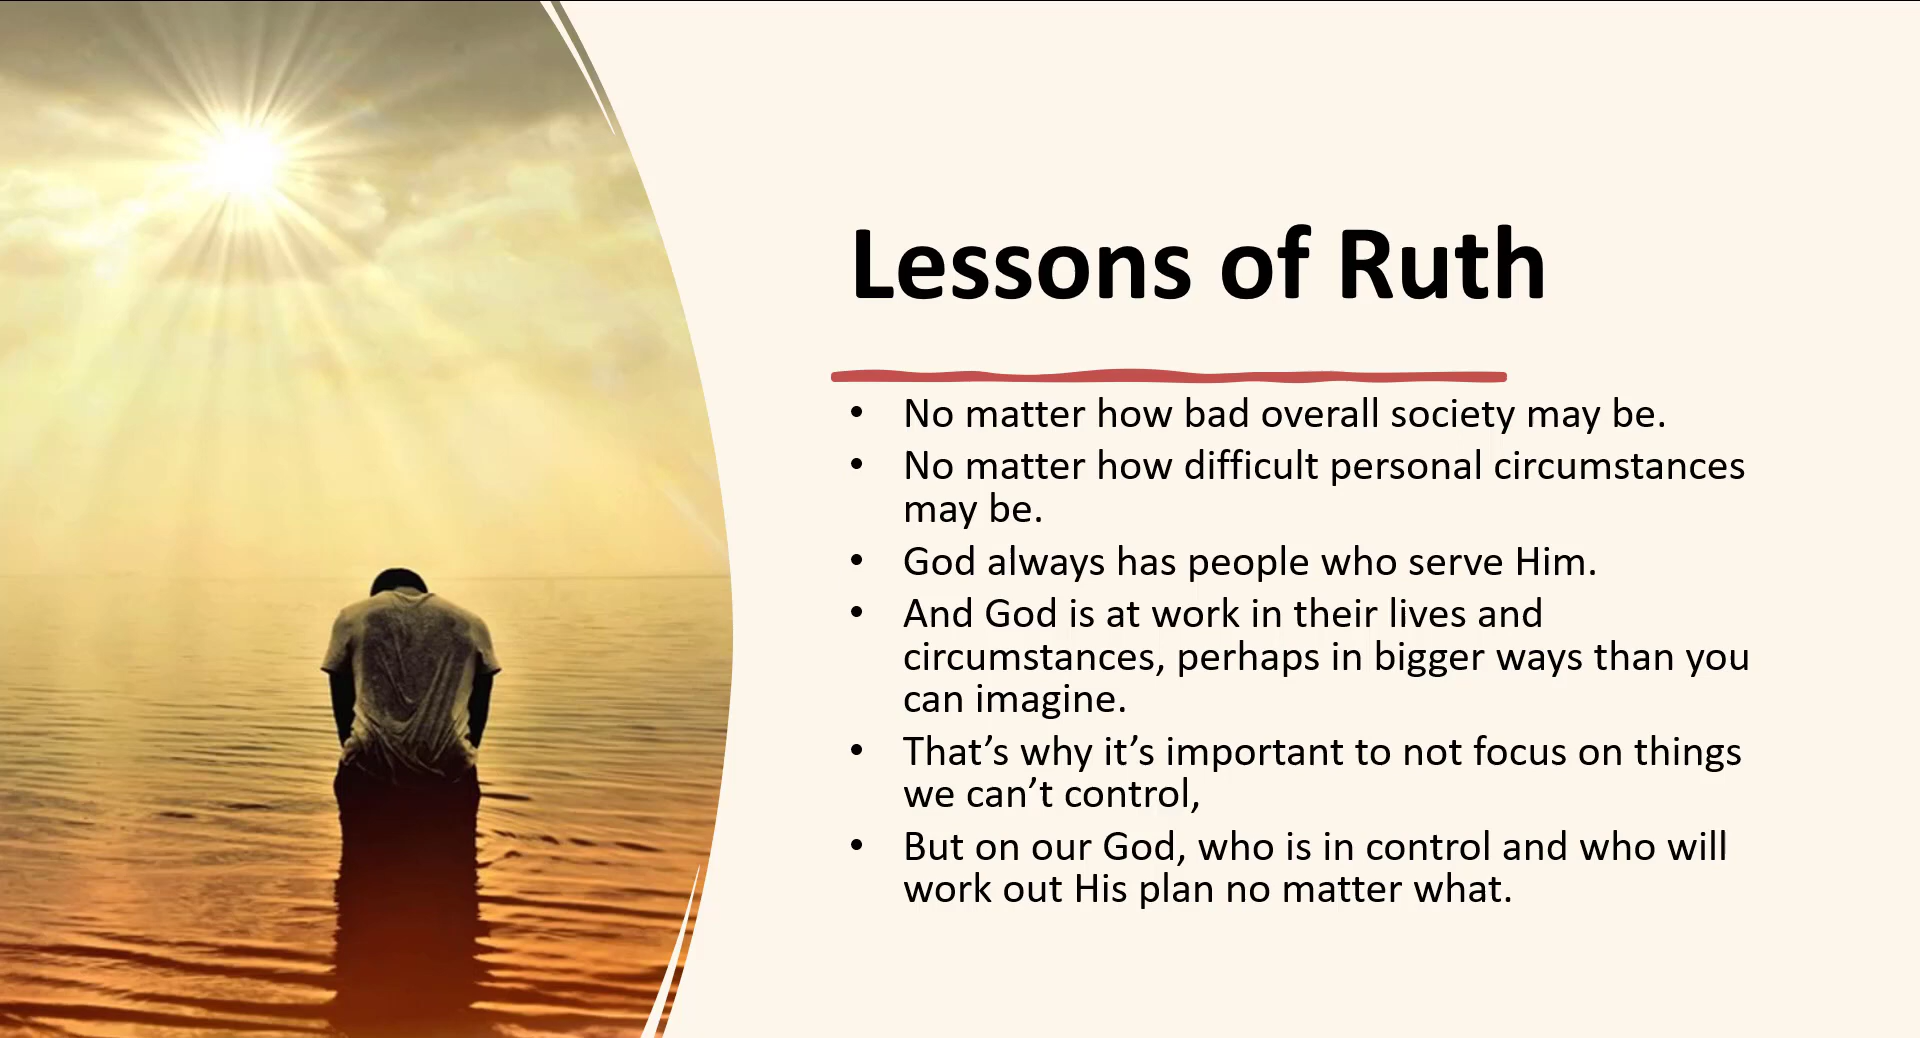 Lessons of Ruth
• No matter how bad overall society may be.
• No matter how difficult personal circumstances
may be.
• God always has people who serve Him.
• And God is at work in their lives and
circumstances, perhaps in bigger ways than you
can imagine.
• That’s why it’s important to not focus on things
we can’t control,
• But on our God, who is in control and who will
work out His plan no matter what.